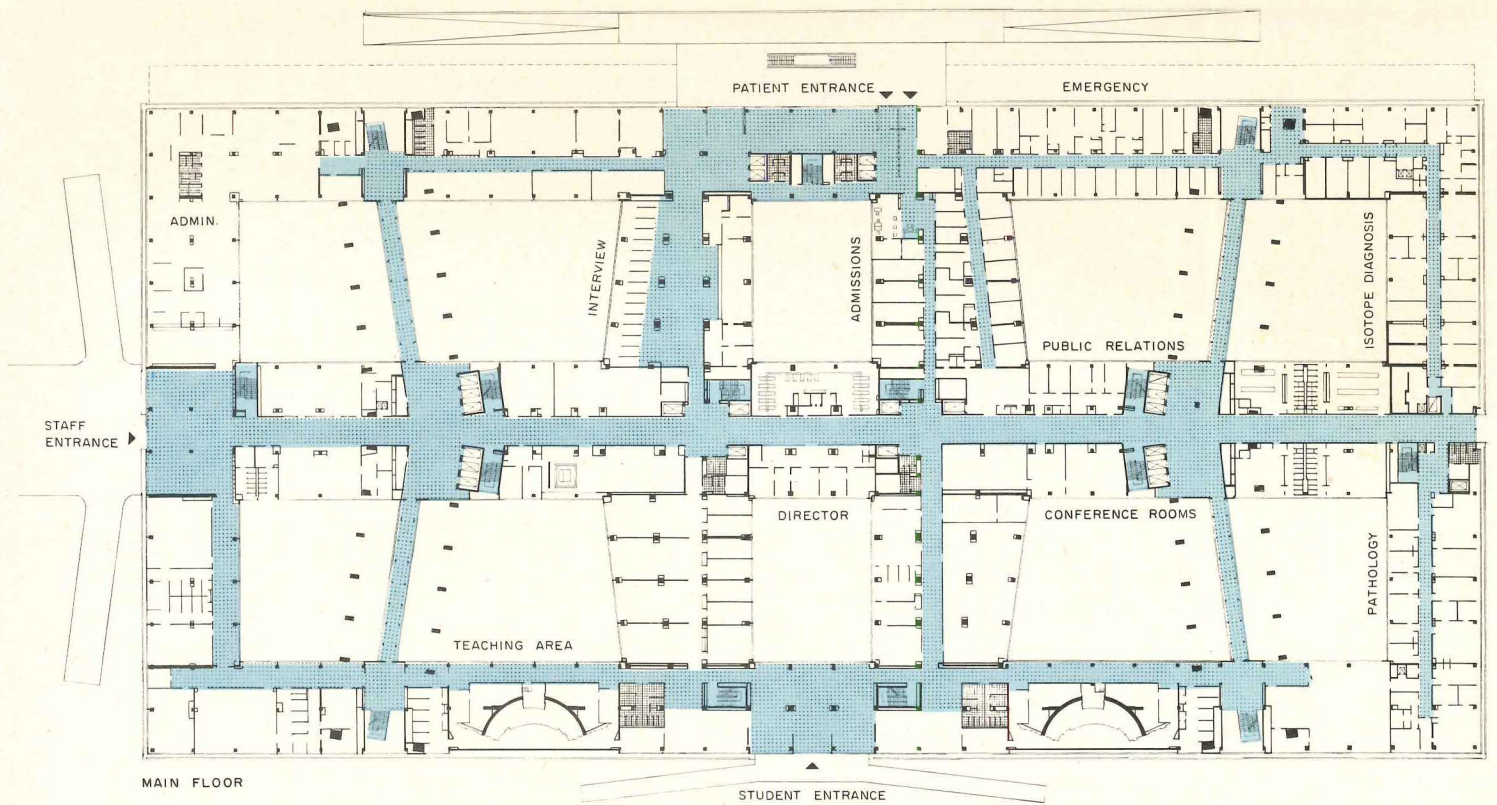 PATIENT ENTRANCE
EMERGENCY
ADMIN.
INTERVIEW
ADMISSIONS
ISOTOPE DIAGNOSIS
PUBLIC RELATIONS
STAFF
ENTRANCE
DIRECTOR
CONFERENCE ROOMS
PATHOLOGY
TEACHING AREA
MAIN FLOOR
STUDENT ENTRANCE